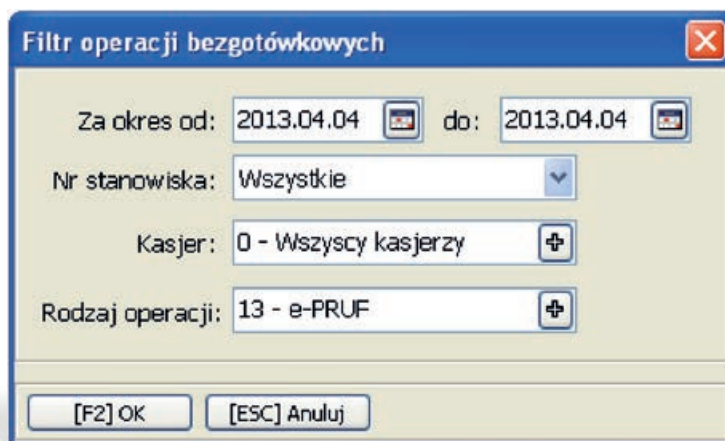 Filtr operacji bezgotówkowych
Za okres od: 2013.04.04 do: 2013.04.04
Nr stanowiska: Wszystkie
Kasjer: 0 - Wszyscy kasjerzy
Rodzaj operacji: 13 - e-PRUF
[F2] OK [ESC] Anuluj